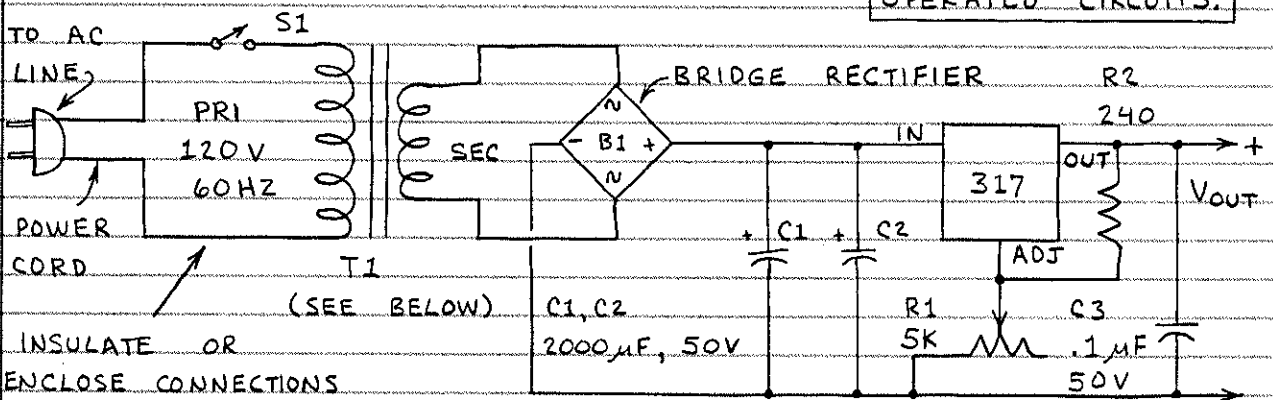 OPERATED CIRCUITS.
TO AC
LINE
S1
PRI
120V
60HZ
SEC
BRIDGE RECTIFIER
~
- B1 +
~
R2
240
IN
317
OUT
ADJ
+
VOUT
POWER
CORD
T1
(SEE BELOW)
+ C1
+ C2
C1, C2
2000µF, 50V
R1
5K
C3
.1µF
50V
INSULATE OR
ENCLOSE CONNECTIONS